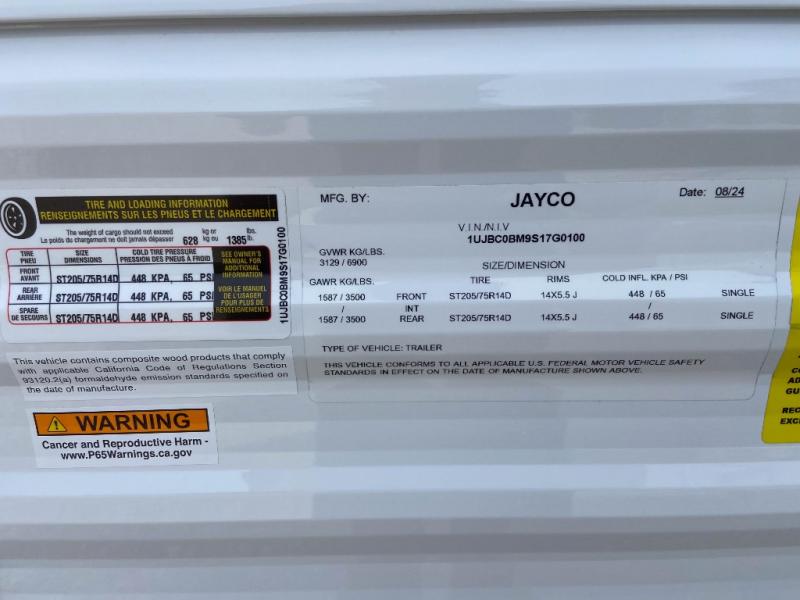 TIRE AND LOADING INFORMATION
RENSEIGNEMENTS SUR LES PNEUS ET LE CHARGEMENT
The weight of cargo should not exceed 628 kg or 1385 lbs.
Le poids de chargement ne doit jamais dépasser kg ou lb.
TIRE PNEU SIZE DIMENSIONS COLD TIRE PRESSURE PRESSION DES PNEUS À FROID
FRONT AVANT ST205/75R14D 448 KPA, 65 PSI
REAR ARRIÈRE ST205/75R14D 448 KPA, 65 PSI
SPARE DE SECOURS ST205/75R14D 448 KPA, 65 PSI
SEE OWNER'S
MANUAL FOR
ADDITIONAL
INFORMATION
VOIR LE MANUEL
DE L'USAGER
POUR PLUS DE
RENSEIGNEMENTS
1UJBC0BM9S17G0100
This vehicle contains composite wood products that comply
with applicable California Code of Regulations Section
93120.2(a) formaldehyde emission standards specified on
the date of manufacture.
WARNING
Cancer and Reproductive Harm -
www.P65Warnings.ca.gov
MFG. BY: JAYCO Date: 08/24
V.I.N./N.I.V
1UJBC0BM9S17G0100
GVWR KG/LBS.
3129 / 6900
SIZE/DIMENSION
GAWR KG/LBS. TIRE RIMS COLD INFL. KPA / PSI
1587 / 3500 FRONT ST205/75R14D 14X5.5 J 448 / 65 SINGLE
/ INT /
1587 / 3500 REAR ST205/75R14D 14X5.5 J 448 / 65 SINGLE
TYPE OF VEHICLE: TRAILER
THIS VEHICLE CONFORMS TO ALL APPLICABLE U.S. FEDERAL MOTOR VEHICLE SAFETY
STANDARDS IN EFFECT ON THE DATE OF MANUFACTURE SHOWN ABOVE.